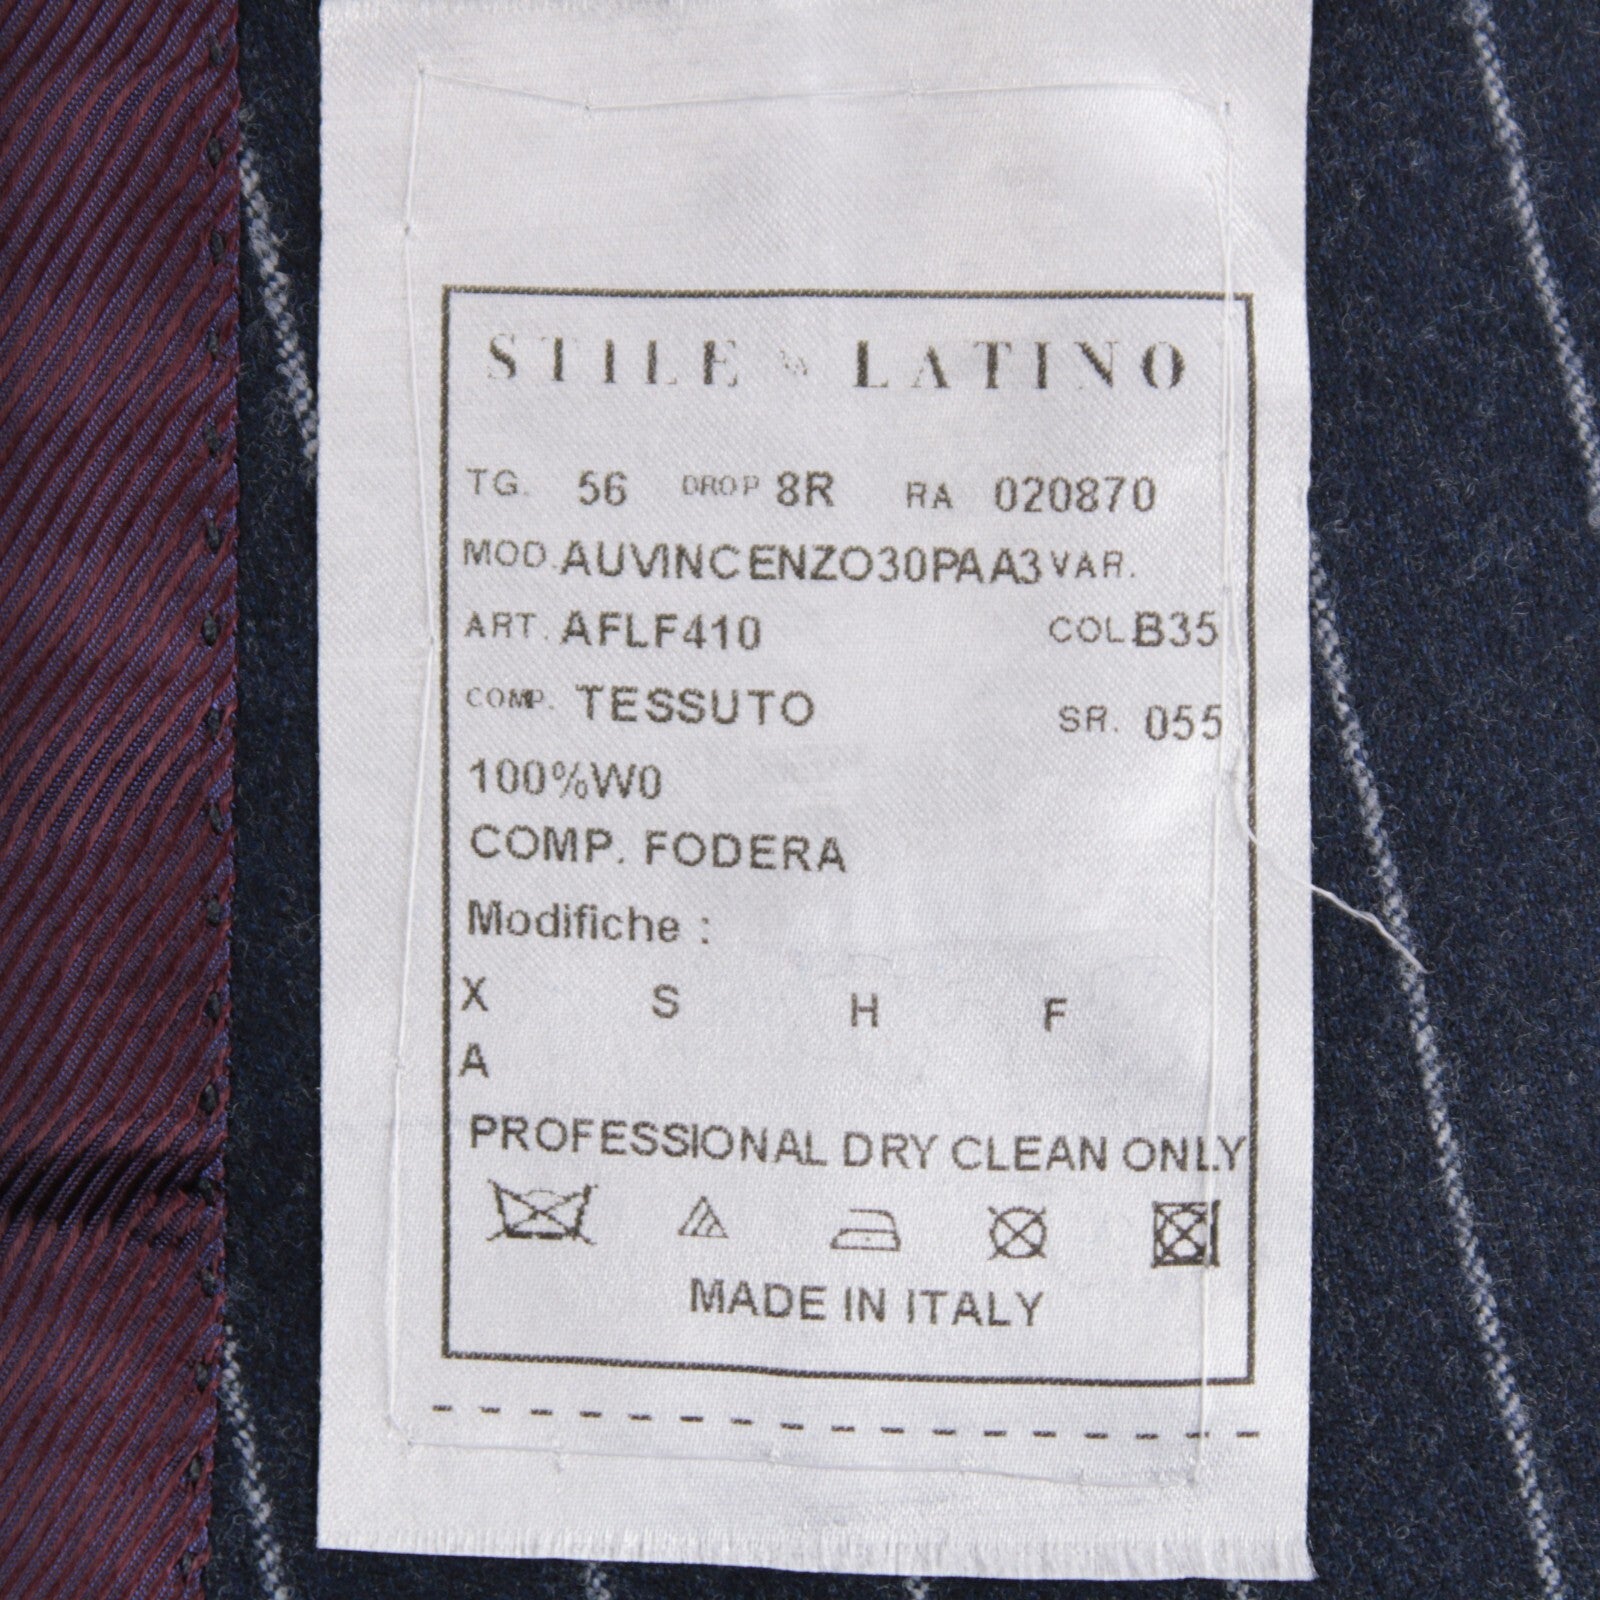 STILE LATINO
TG. 56 DROP 8R RA 020870
MOD. AUVINCENZO30PAA3 VAR.
ART. AFLF410 COL. B35
COMP. TESSUTO SR. 055
100%W0
COMP. FODERA
Modifiche :
X S H F
A
PROFESSIONAL DRY CLEAN ONLY
MADE IN ITALY